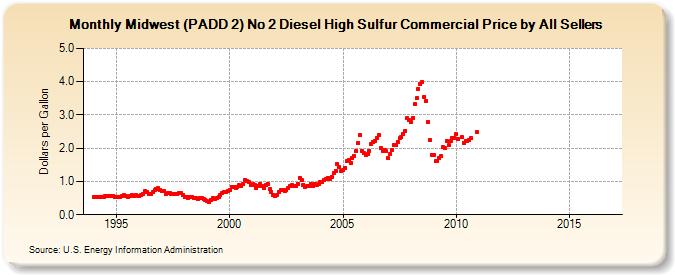 Monthly Midwest (PADD 2) No 2 Diesel High Sulfur Commercial Price by All Sellers
Dollars per Gallon
5.0
4.0
3.0
2.0
1.0
0.0
1995 2000 2005 2010 2015
Source: U.S. Energy Information Administration